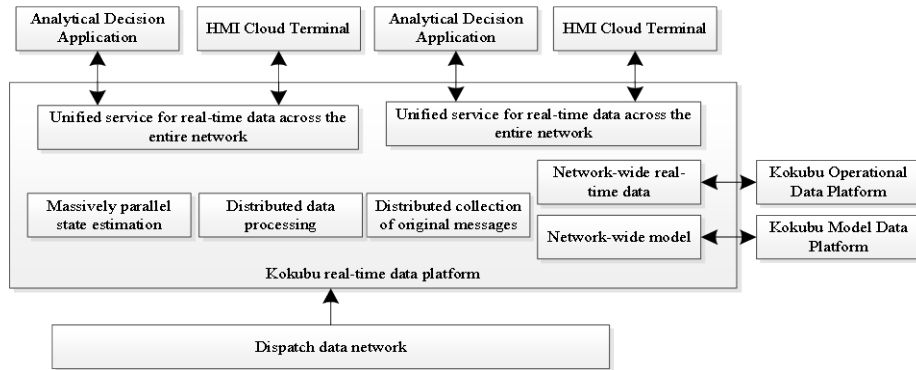 Analytical Decision
Application
HMI Cloud Terminal
Analytical Decision
Application
HMI Cloud Terminal
Unified service for real-time data across the
entire network
Unified service for real-time data across the
entire network
Massively parallel
state estimation
Distributed data
processing
Distributed collection
of original messages
Network-wide real-
time data
Kokubu Operational
Data Platform
Network-wide model
Kokubu Model Data
Platform
Kokubu real-time data platform
Dispatch data network